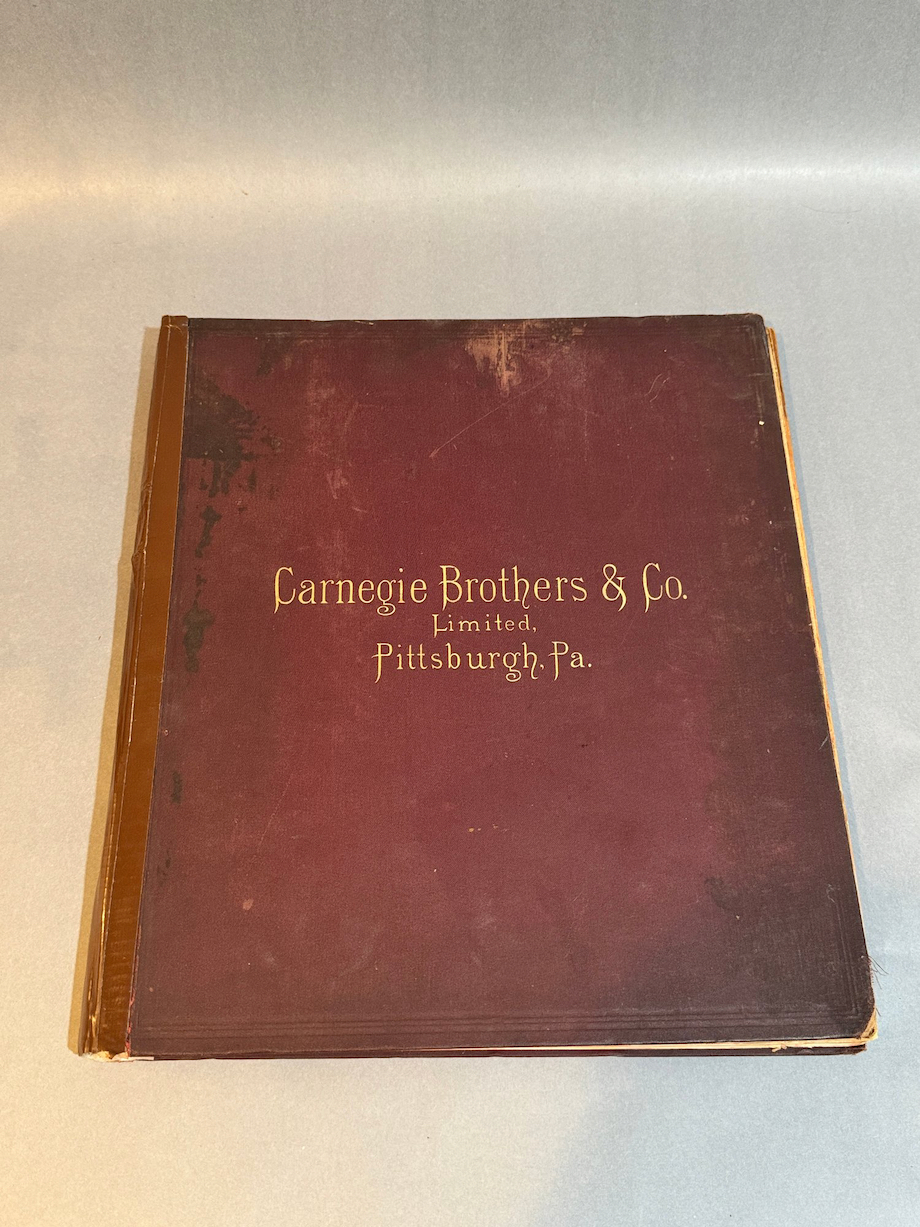 Carnegie Brothers & Co.
Limited,
Pittsburgh, Pa.